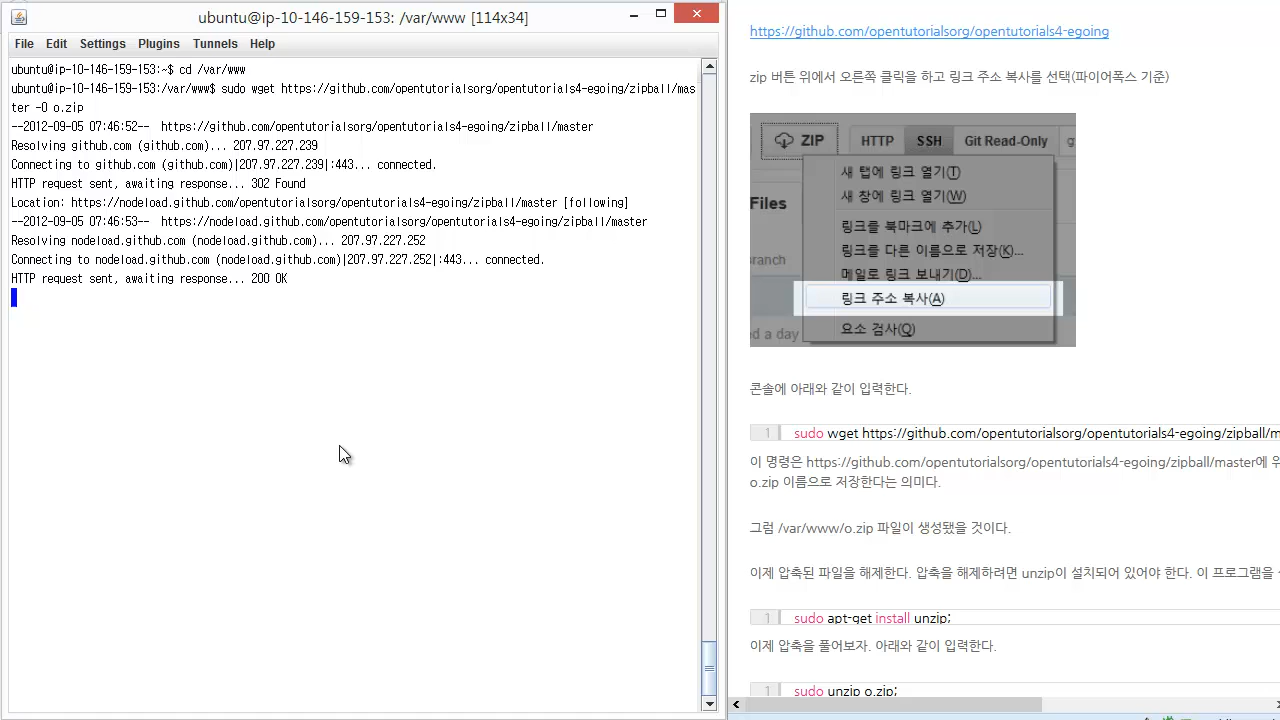 ubuntu@ip-10-146-159-153: /var/www [114x34]
File Edit Settings Plugins Tunnels Help
ubuntu@ip-10-146-159-153:~$ cd /var/www
ubuntu@ip-10-146-159-153:/var/www$ sudo wget https://github.com/opentutorialsorg/opentutorials4-egoing/zipball/mas
ter -O o.zip
--2012-09-05 07:46:52-- https://github.com/opentutorialsorg/opentutorials4-egoing/zipball/master
Resolving github.com (github.com)... 207.97.227.239
Connecting to github.com (github.com)|207.97.227.239|:443... connected.
HTTP request sent, awaiting response... 302 Found
Location: https://nodeload.github.com/opentutorialsorg/opentutorials4-egoing/zipball/master [following]
--2012-09-05 07:46:53-- https://nodeload.github.com/opentutorialsorg/opentutorials4-egoing/zipball/master
Resolving nodeload.github.com (nodeload.github.com)... 207.97.227.252
Connecting to nodeload.github.com (nodeload.github.com)|207.97.227.252|:443... connected.
HTTP request sent, awaiting response... 200 OK
https://github.com/opentutorialsorg/opentutorials4-egoing
zip 버튼 위에서 오른쪽 클릭을 하고 링크 주소 복사를 선택(파이어폭스 기준)
ZIP HTTP SSH Git Read-Only g
새 탭에 링크 열기(T)
Files 새 창에 링크 열기(W)
링크를 북마크에 추가(L)
링크를 다른 이름으로 저장(K)...
ranch 메일로 링크 보내기(D)...
링크 주소 복사(A)
ed a day 요소 검사(Q)
콘솔에 아래와 같이 입력한다.
1 sudo wget https://github.com/opentutorialsorg/opentutorials4-egoing/zipball/m
이 명령은 https://github.com/opentutorialsorg/opentutorials4-egoing/zipball/master에 위
o.zip 이름으로 저장한다는 의미다.
그럼 /var/www/o.zip 파일이 생성됐을 것이다.
이제 압축된 파일을 해제한다. 압축을 해제하려면 unzip이 설치되어 있어야 한다. 이 프로그램을
1 sudo apt-get install unzip;
이제 압축을 풀어보자. 아래와 같이 입력한다.
1 sudo unzip o.zip;